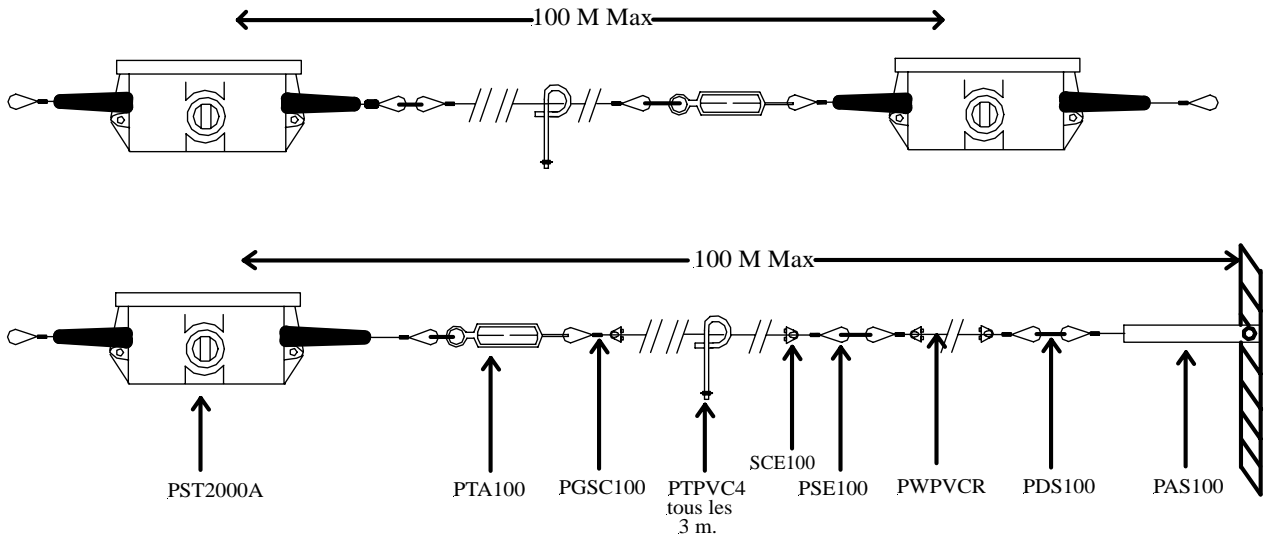 100 M Max
100 M Max
SCE100
PST2000A
PTA100
PGSC100
PTPVC4
tous les
3 m.
PSE100
PWPVCR
PDS100
PAS100